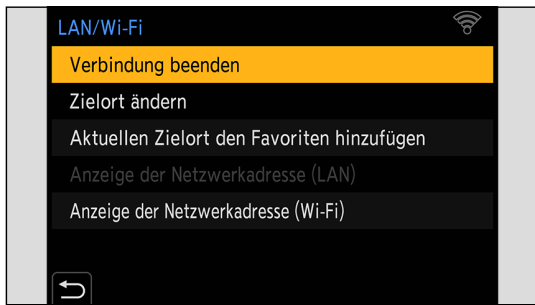 LAN/Wi-Fi
Verbindung beenden
Zielort ändern
Aktuellen Zielort den Favoriten hinzufügen
Anzeige der Netzwerkadresse (LAN)
Anzeige der Netzwerkadresse (Wi-Fi)